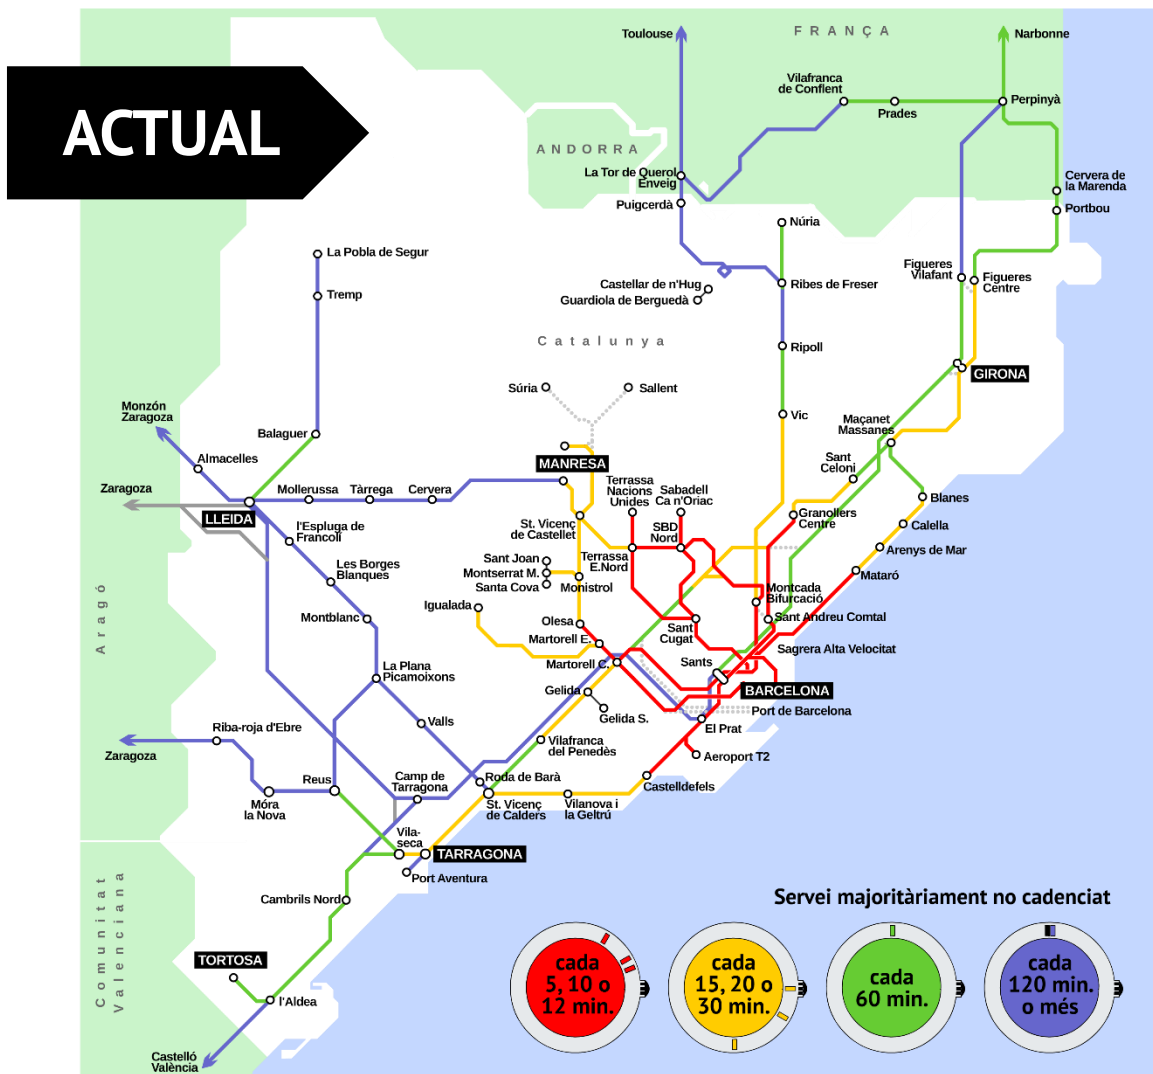 Toulouse
FRANÇA
Narbonne
Vilafranca
de Conflent
Prades
Perpinyà
ACTUAL
ANDORRA
La Tor de Querol
Enveig
Puigcerdà
Cervera de
la Marenda
Portbou
Núria
La Pobla de Segur
Tremp
Figueres
Vilafant
Figueres
Centre
Castellar de n'Hug
Guardiola de Berguedà
Ribes de Freser
Catalunya
Ripoll
GIRONA
Súria
Sallent
Monzón
Zaragoza
Vic
Maçanet
Massanes
Balaguer
Almacelles
MANRESA
Sant
Celoni
Zaragoza
Mollerussa
Tàrrega
Cervera
Terrassa
Nacions
Unides
Sabadell
Ca n'Oriac
Blanes
LLEIDA
l'Espluga de
Francolí
St. Vicenç
de Castellet
SBD
Nord
Granollers
Centre
Calella
Les Borges
Blanques
Sant Joan
Montserrat M.
Santa Cova
Terrassa
E.Nord
Monistrol
Arenys de Mar
Mataró
Aragó
Igualada
Montcada
Bifurcació
Montblanc
Olesa
Sant
Cugat
Sant Andreu Comtal
Martorell E.
Martorell C.
Sagrera Alta Velocitat
La Plana
Picamoixons
Sants
BARCELONA
Gelida
Gelida S.
Port de Barcelona
Riba-roja d'Ebre
Valls
El Prat
Zaragoza
Vilafranca
del Penedès
Aeroport T2
Reus
Camp de
Tarragona
Roda de Barà
Castelldefels
Móra
la Nova
St. Vicenç
de Calders
Vilanova i
la Geltrú
Vila-
seca
TARRAGONA
Port Aventura
Comunitat
Valenciana
Cambrils Nord
TORTOSA
l'Aldea
Castelló
València
Servei majoritàriament no cadenciat
cada
5, 10 o
12 min.
cada
15, 20 o
30 min.
cada
60 min.
cada
120 min.
o més